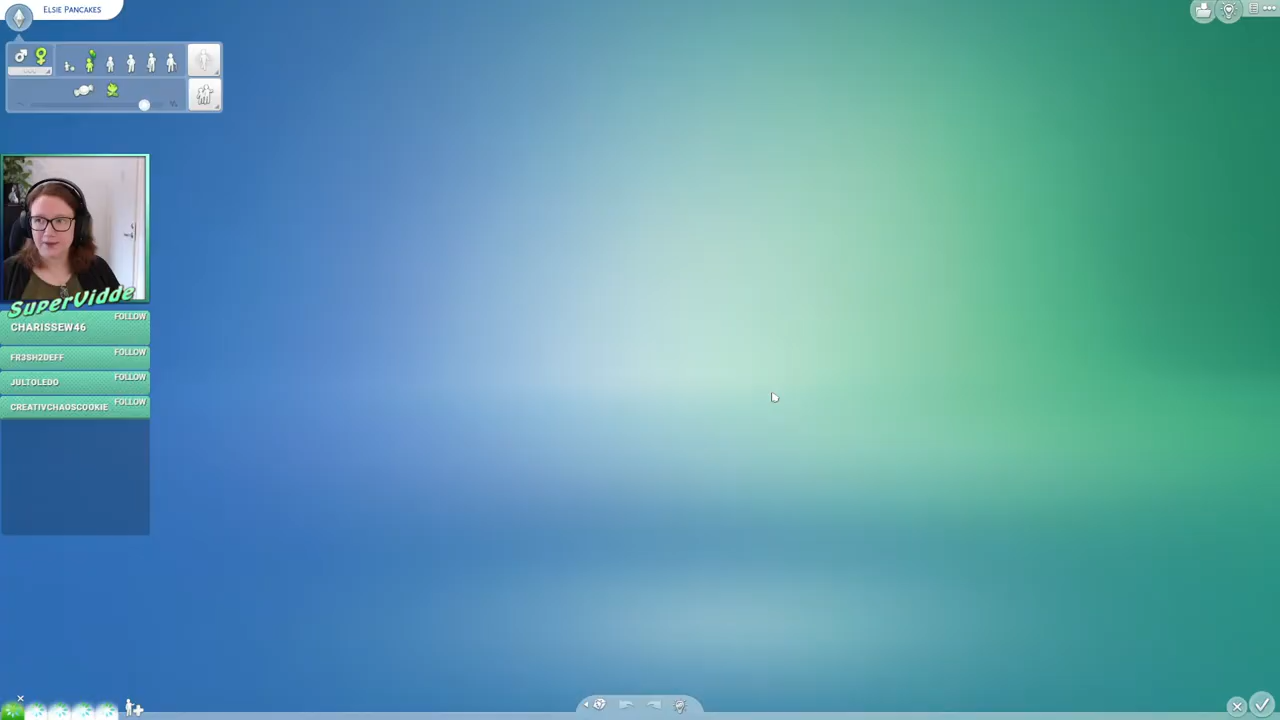 Elsie Pancakes
SuperVidde
FOLLOW
CHARISSEW46
FOLLOW
FR3SH2DEFF
FOLLOW
JULTOLEDO
FOLLOW
CREATIVCHAOSCOOKIE